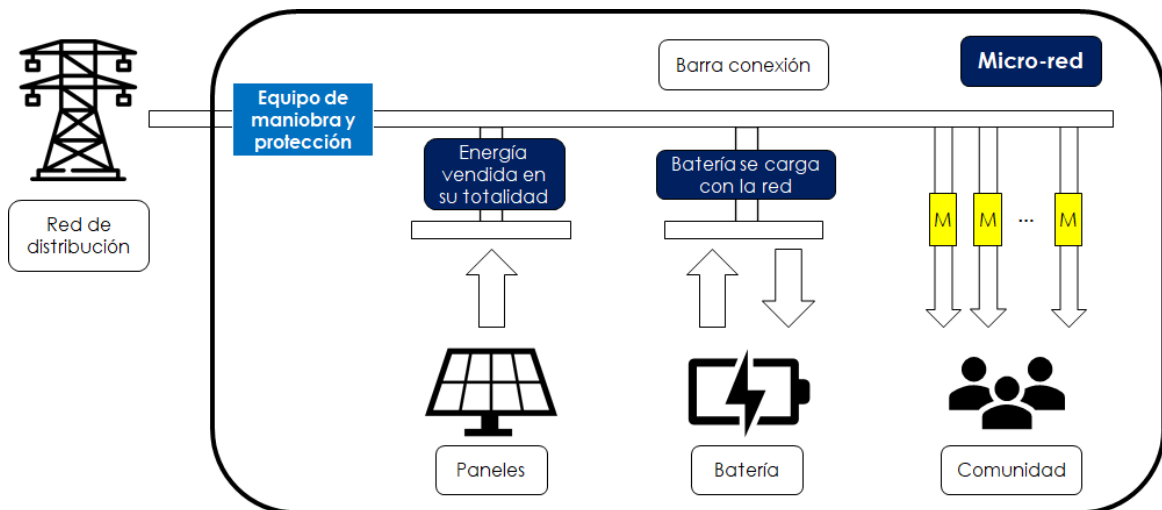 Barra conexión
Micro-red
Equipo de
maniobra y
protección
Energía
vendida en
su totalidad
Batería se carga
con la red
Red de
distribución
M
M
...
M
Paneles
Batería
Comunidad